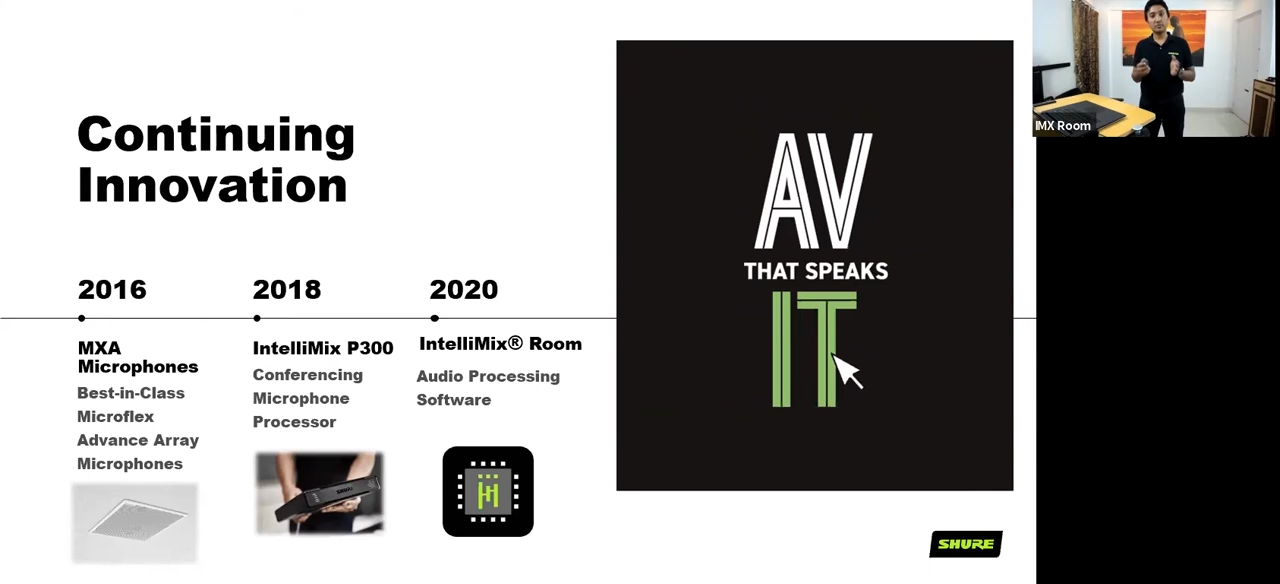 Continuing
Innovation
2016
2018
2020
MXA
Microphones
Best-in-Class
Microflex
Advance Array
Microphones
IntelliMix P300
Conferencing
Microphone
Processor
SHURE
IntelliMix® Room
Audio Processing
Software
AV
THAT SPEAKS
IT
SHURE
IMX Room